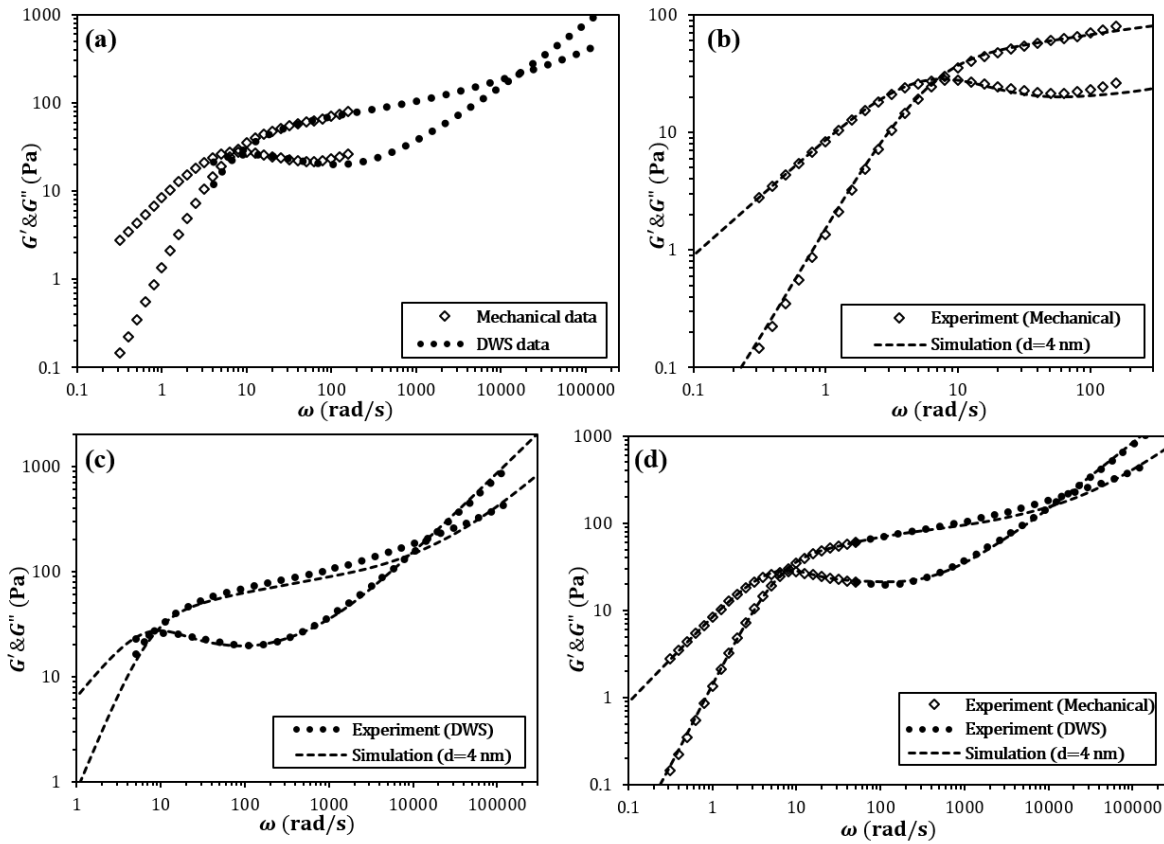 (a)
1000
100
10
1
0.1
G' & G'' (Pa)
0.1 1 10 100 1000 10000 100000
ω (rad/s)
Mechanical data
DWS data
(b)
100
10
1
0.1
G' & G'' (Pa)
0.1 1 10 100
ω (rad/s)
Experiment (Mechanical)
Simulation (d=4 nm)
(c)
1000
100
10
1
G' & G'' (Pa)
1 10 100 1000 10000 100000
ω (rad/s)
Experiment (DWS)
Simulation (d=4 nm)
(d)
1000
100
10
1
0.1
G' & G'' (Pa)
0.1 1 10 100 1000 10000 100000
ω (rad/s)
Experiment (Mechanical)
Experiment (DWS)
Simulation (d=4 nm)